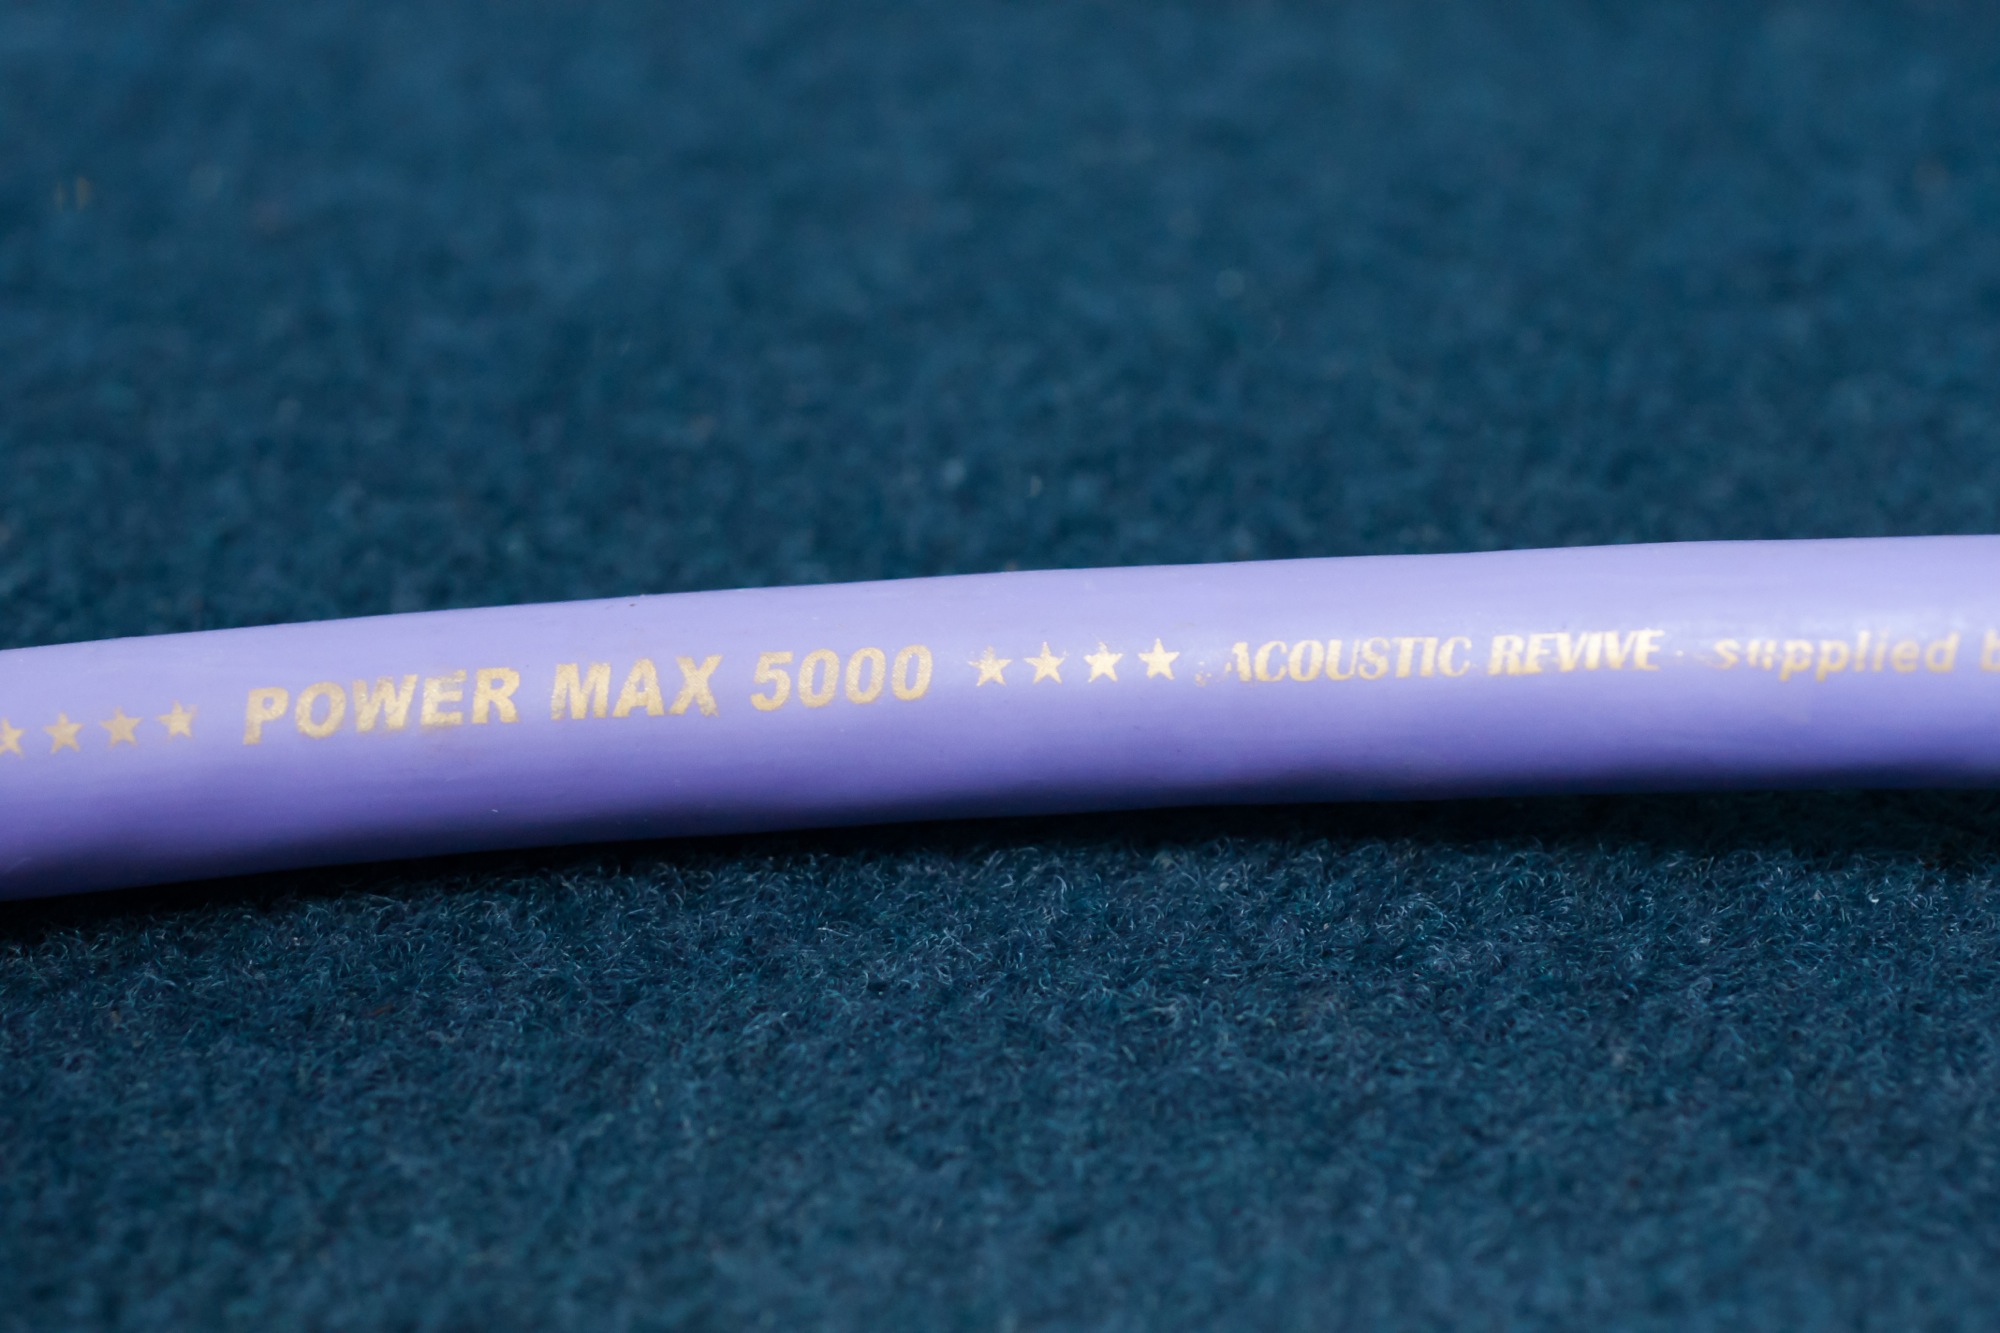 ★★★★ POWER MAX 5000 ★★★★ ACOUSTIC REVIVE supplied